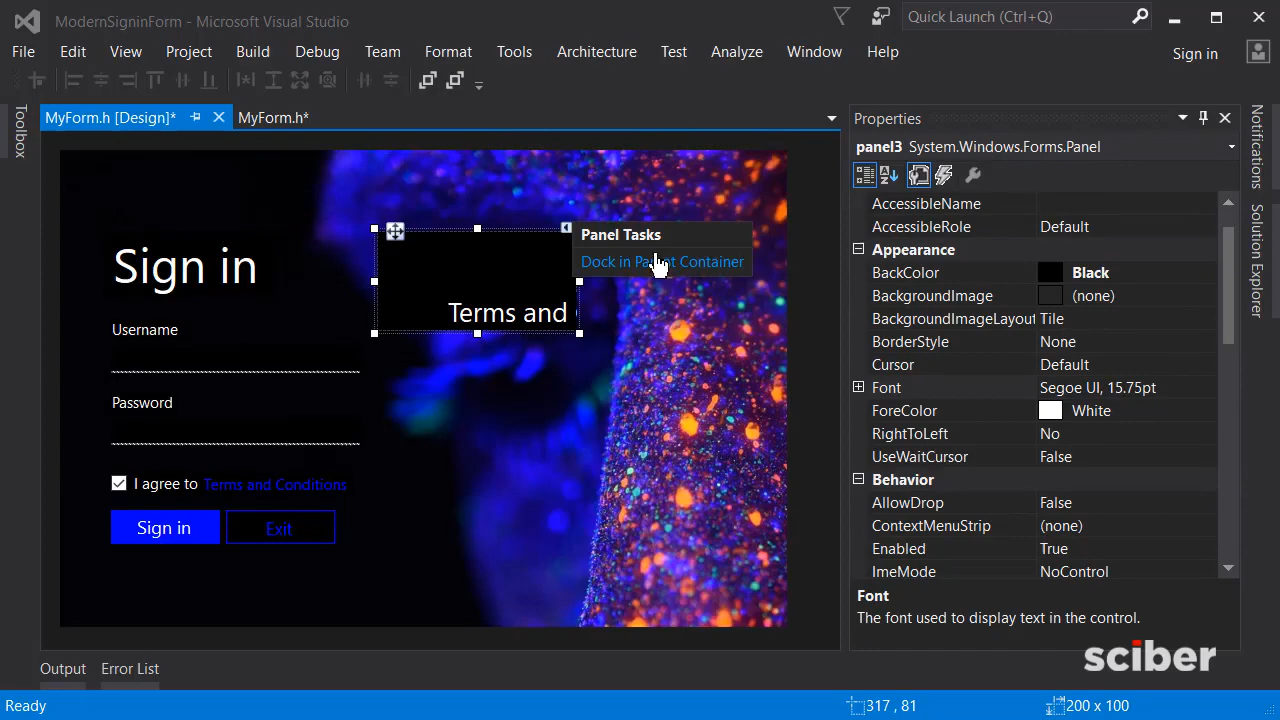 ModernSigninForm - Microsoft Visual Studio
Quick Launch (Ctrl+Q)
File Edit View Project Build Debug Team Format Tools Architecture Test Analyze Window Help
Sign in
Toolbox
MyForm.h [Design]*
MyForm.h*
Sign in
Username
Password
I agree to Terms and Conditions
Sign in
Exit
Terms and
Panel Tasks
Dock in Parent Container
Properties
panel3 System.Windows.Forms.Panel
AccessibleName
AccessibleRole Default
Appearance
BackColor Black
BackgroundImage (none)
BackgroundImageLayout Tile
BorderStyle None
Cursor Default
Font Segoe UI, 15.75pt
ForeColor White
RightToLeft No
UseWaitCursor False
Behavior
AllowDrop False
ContextMenuStrip (none)
Enabled True
ImeMode NoControl
Font
The font used to display text in the control.
Notifications
Solution Explorer
sciber
Output Error List
Ready
317 , 81
200 x 100